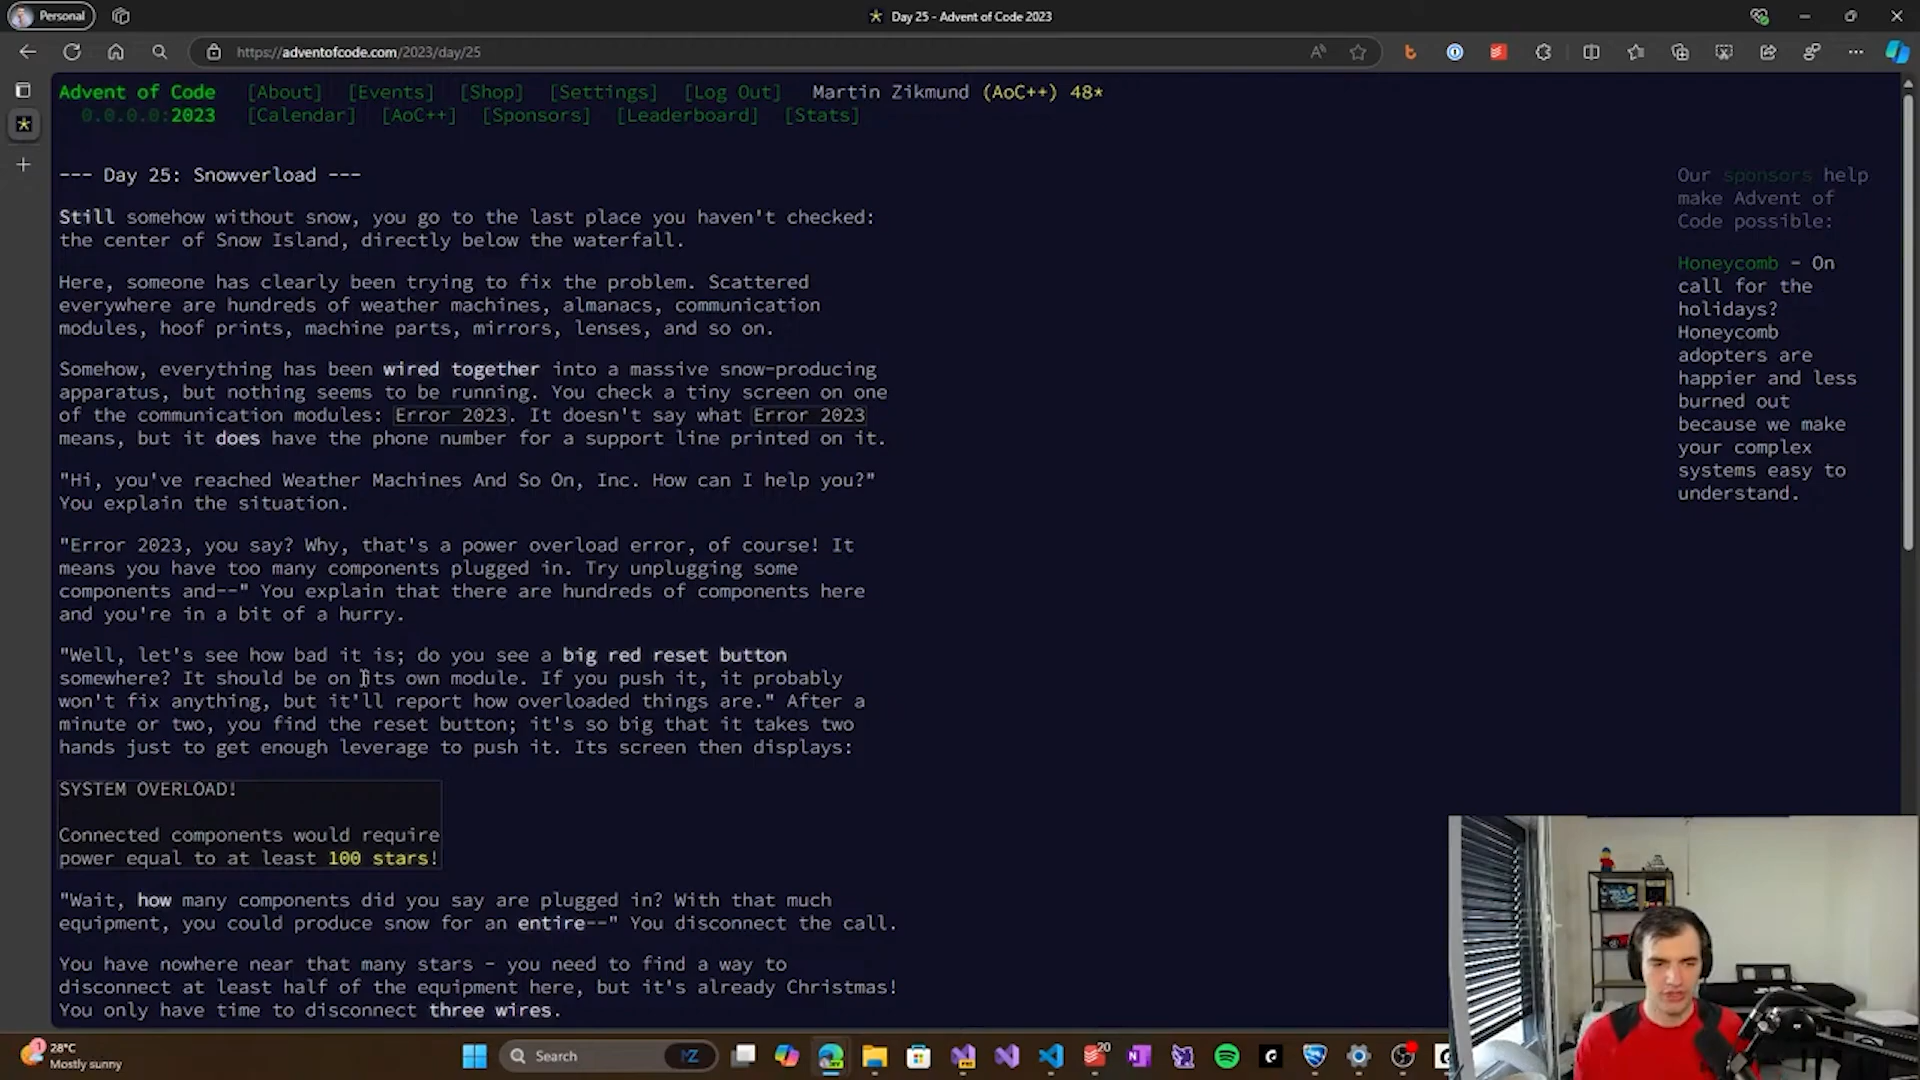 Personal
Day 25 - Advent of Code 2023
https://adventofcode.com/2023/day/25
Advent of Code [About] [Events] [Shop] [Settings] [Log Out] Martin Zikmund (AoC++) 48*
0.0.0.0:2023 [Calendar] [AoC++] [Sponsors] [Leaderboard] [Stats]
--- Day 25: Snowverload ---
Still somehow without snow, you go to the last place you haven't checked:
the center of Snow Island, directly below the waterfall.
Here, someone has clearly been trying to fix the problem. Scattered
everywhere are hundreds of weather machines, almanacs, communication
modules, hoof prints, machine parts, mirrors, lenses, and so on.
Somehow, everything has been wired together into a massive snow-producing
apparatus, but nothing seems to be running. You check a tiny screen on one
of the communication modules: Error 2023. It doesn't say what Error 2023
means, but it does have the phone number for a support line printed on it.
"Hi, you've reached Weather Machines And So On, Inc. How can I help you?"
You explain the situation.
"Error 2023, you say? Why, that's a power overload error, of course! It
means you have too many components plugged in. Try unplugging some
components and--" You explain that there are hundreds of components here
and you're in a bit of a hurry.
"Well, let's see how bad it is; do you see a big red reset button
somewhere? It should be on its own module. If you push it, it probably
won't fix anything, but it'll report how overloaded things are." After a
minute or two, you find the reset button; it's so big that it takes two
hands just to get enough leverage to push it. Its screen then displays:
SYSTEM OVERLOAD!
Connected components would require
power equal to at least 100 stars!
"Wait, how many components did you say are plugged in? With that much
equipment, you could produce snow for an entire--" You disconnect the call.
You have nowhere near that many stars - you need to find a way to
disconnect at least half of the equipment here, but it's already Christmas!
You only have time to disconnect three wires.
Our sponsors help
make Advent of
Code possible:
Honeycomb - On
call for the
holidays?
Honeycomb
adopters are
happier and less
burned out
because we make
your complex
systems easy to
understand.
1
28°C
Mostly sunny
Search
MZ
20